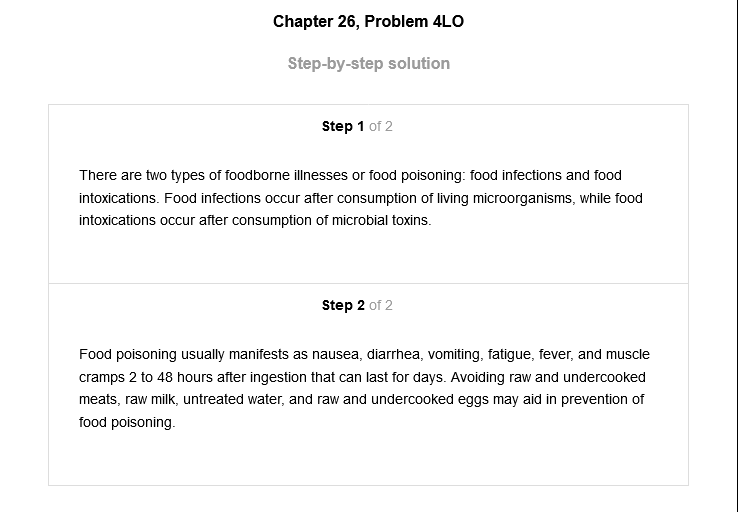 Chapter 26, Problem 4LO
Step-by-step solution
Step 1 of 2
There are two types of foodborne illnesses or food poisoning: food infections and food
intoxications. Food infections occur after consumption of living microorganisms, while food
intoxications occur after consumption of microbial toxins.
Step 2 of 2
Food poisoning usually manifests as nausea, diarrhea, vomiting, fatigue, fever, and muscle
cramps 2 to 48 hours after ingestion that can last for days. Avoiding raw and undercooked
meats, raw milk, untreated water, and raw and undercooked eggs may aid in prevention of
food poisoning.